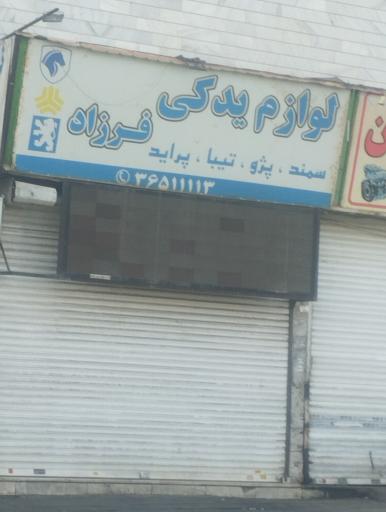 لوازم یدکی فرزاد
سمند ، پژو ، تیبا ، پراید
۳۶۵۱۱۱۱۳